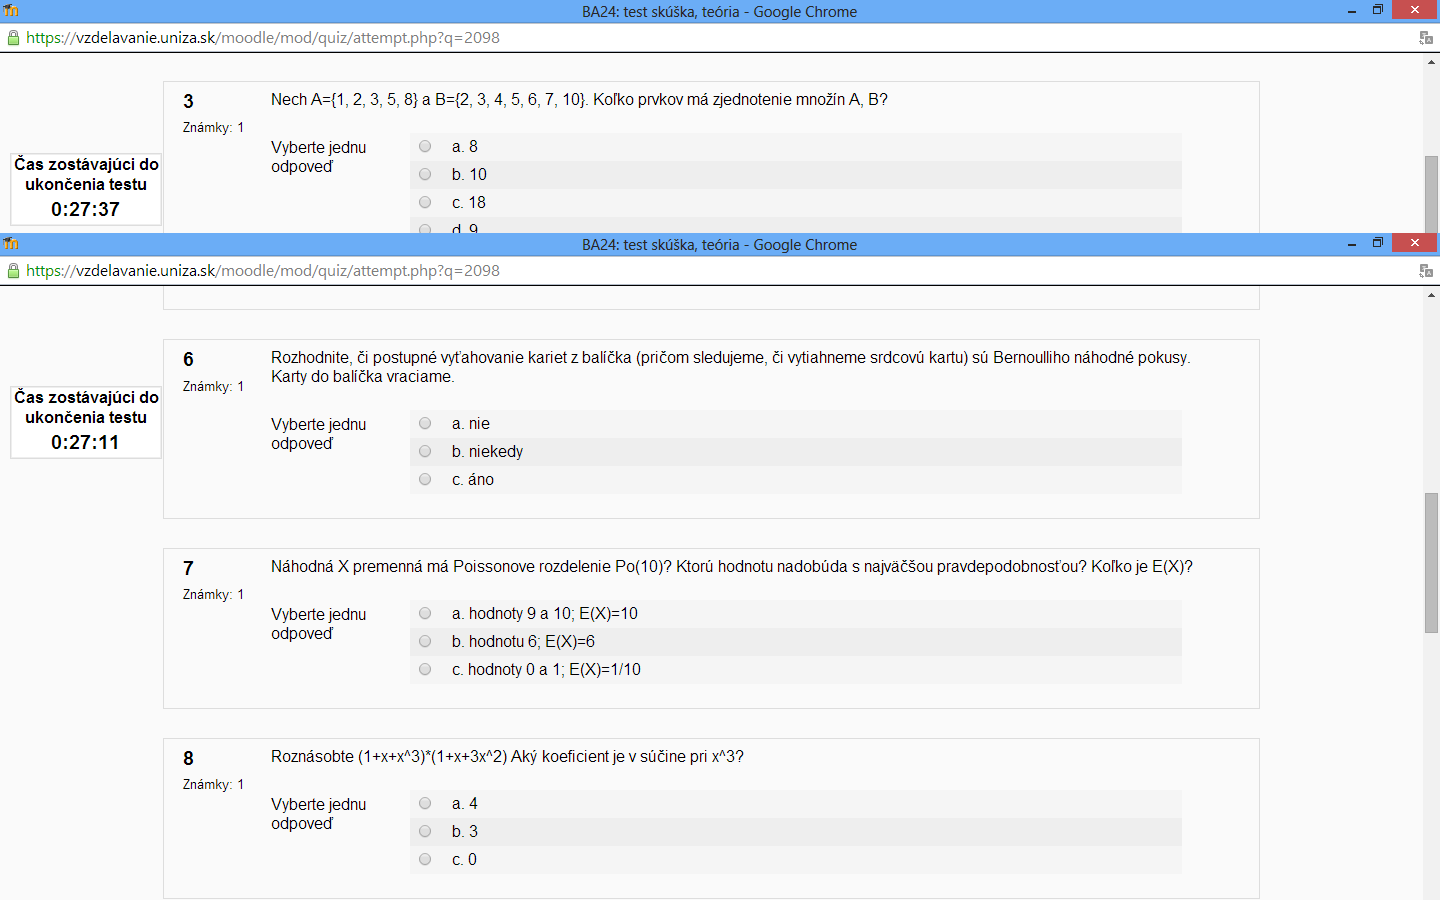 BA24: test skúška, teória - Google Chrome
https://vzdelavanie.uniza.sk/moodle/mod/quiz/attempt.php?q=2098
3
Nech A={1, 2, 3, 5, 8} a B={2, 3, 4, 5, 6, 7, 10}. Koľko prvkov má zjednotenie množín A, B?
Známky: 1
Vyberte jednu
odpoveď
a. 8
b. 10
c. 18
d. 9
Čas zostávajúci do
ukončenia testu
0:27:37
BA24: test skúška, teória - Google Chrome
https://vzdelavanie.uniza.sk/moodle/mod/quiz/attempt.php?q=2098
Čas zostávajúci do
ukončenia testu
0:27:11
6
Rozhodnite, či postupné vyťahovanie kariet z balíčka (pričom sledujeme, či vytiahneme srdcovú kartu) sú Bernoulliho náhodné pokusy.
Karty do balíčka vraciame.
Známky: 1
Vyberte jednu
odpoveď
a. nie
b. niekedy
c. áno
7
Náhodná X premenná má Poissonove rozdelenie Po(10)? Ktorú hodnotu nadobúda s najväčšou pravdepodobnosťou? Koľko je E(X)?
Známky: 1
Vyberte jednu
odpoveď
a. hodnoty 9 a 10; E(X)=10
b. hodnotu 6; E(X)=6
c. hodnoty 0 a 1; E(X)=1/10
8
Roznásobte (1+x+x^3)*(1+x+3x^2) Aký koeficient je v súčine pri x^3?
Známky: 1
Vyberte jednu
odpoveď
a. 4
b. 3
c. 0